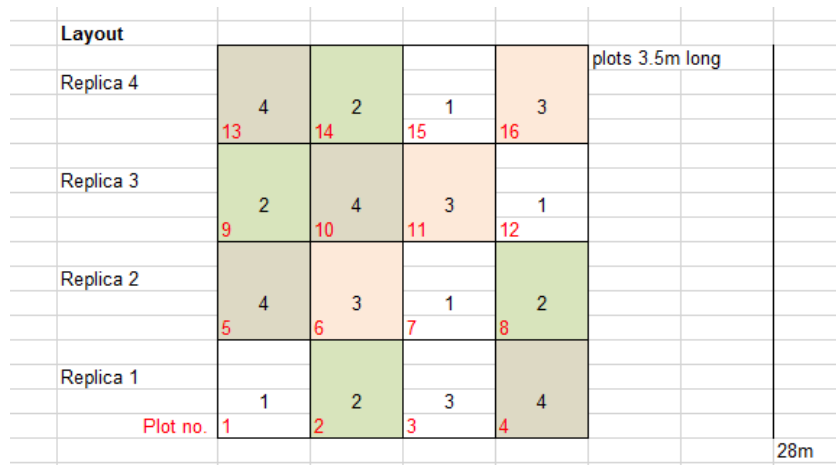 Layout
plots 3.5m long
Replica 4
4 2 1 3
13 14 15 16
Replica 3
2 4 3 1
9 10 11 12
Replica 2
4 3 1 2
5 6 7 8
Replica 1
1 2 3 4
Plot no. 1 2 3 4
28m